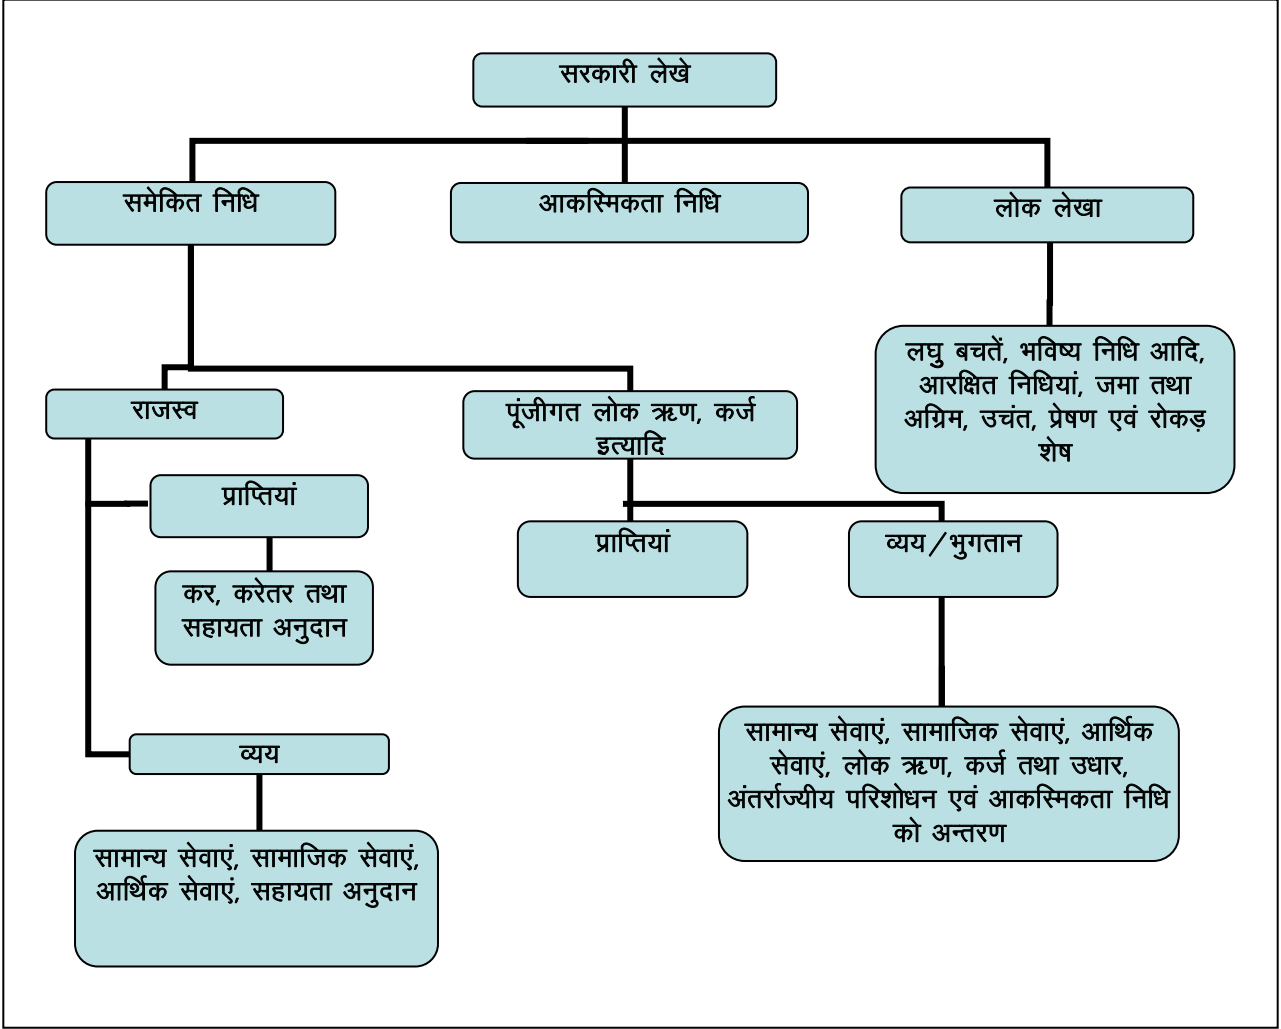 सरकारी लेखे
समेकित निधि
आकस्मिकता निधि
लोक लेखा
लघु बचतें, भविष्य निधि आदि,
आरक्षित निधियां, जमा तथा
अग्रिम, उचंत, प्रेषण एवं रोकड़
शेष
राजस्व
पूंजीगत लोक ऋण, कर्ज
इत्यादि
प्राप्तियां
कर, करेतर तथा
सहायता अनुदान
प्राप्तियां
व्यय/भुगतान
व्यय
सामान्य सेवाएं, सामाजिक सेवाएं,
आर्थिक सेवाएं, सहायता अनुदान
सामान्य सेवाएं, सामाजिक सेवाएं, आर्थिक
सेवाएं, लोक ऋण, कर्ज तथा उधार,
अंतर्राज्यीय परिशोधन एवं आकस्मिकता निधि
को अन्तरण